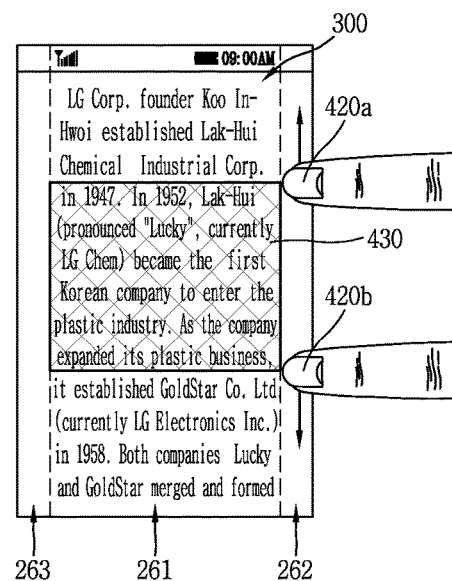 300
09:00AM
LG Corp. founder Koo In-
Hwoi established Lak-Hui
Chemical Industrial Corp.
in 1947. In 1952, Lak-Hui
(pronounced "Lucky", currently
LG Chem) became the first
Korean company to enter the
plastic industry. As the company
expanded its plastic business,
it established GoldStar Co. Ltd
(currently LG Electronics Inc.)
in 1958. Both companies Lucky
and GoldStar merged and formed
420a
430
420b
263
261
262